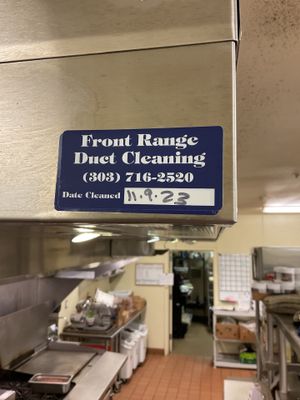 Front Range
Duct Cleaning
(303) 716-2520
Date Cleaned 11.9.23